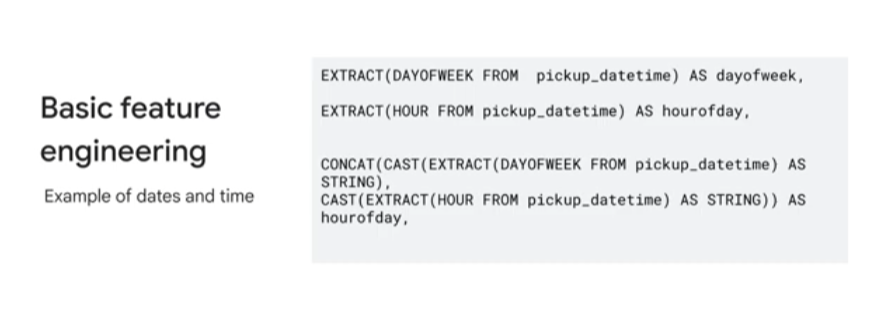 Basic feature
engineering
Example of dates and time
EXTRACT(DAYOFWEEK FROM  pickup_datetime) AS dayofweek,
EXTRACT(HOUR FROM pickup_datetime) AS hourofday,
CONCAT(CAST(EXTRACT(DAYOFWEEK FROM pickup_datetime) AS
STRING),
CAST(EXTRACT(HOUR FROM pickup_datetime) AS STRING)) AS
hourofday,